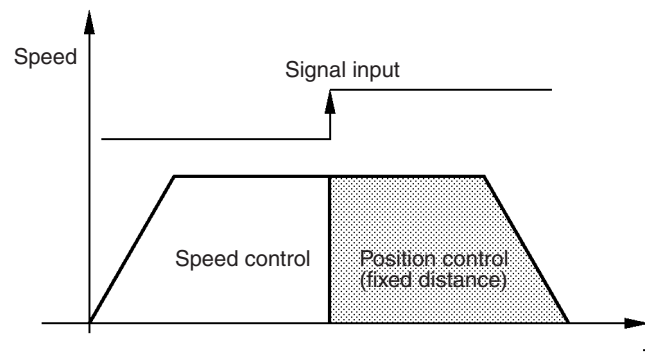 Speed
Signal input
Speed control
Position control
(fixed distance)